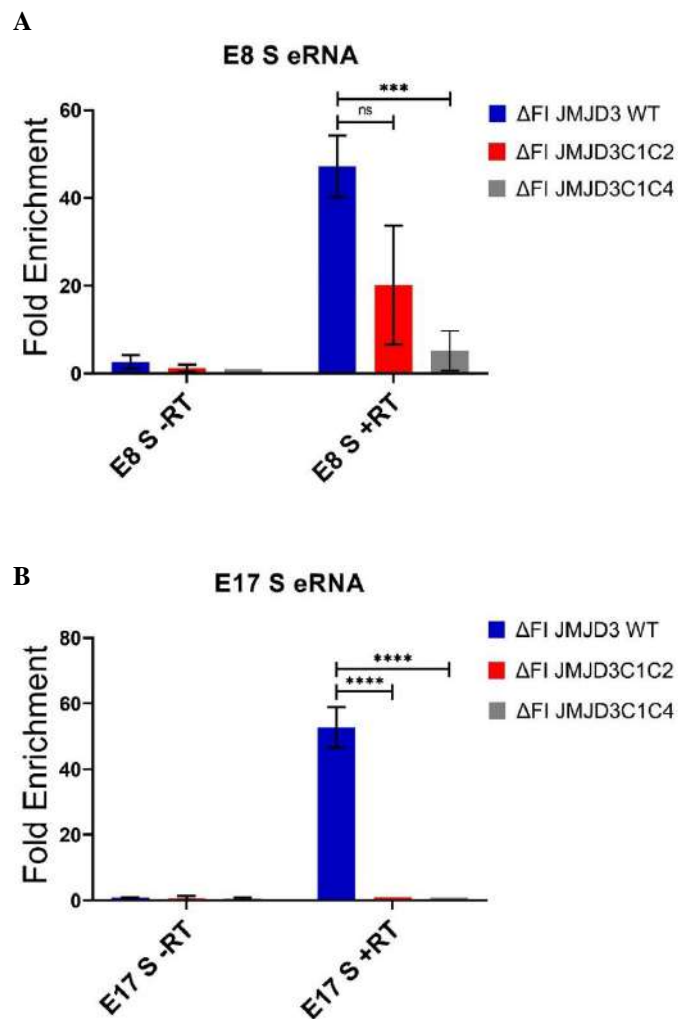 A
E8 S eRNA
Fold Enrichment
60
40
20
0
***
ns
ΔFI JMJD3 WT
ΔFI JMJD3C1C2
ΔFI JMJD3C1C4
E8 S -RT
E8 S +RT
B
E17 S eRNA
Fold Enrichment
80
60
40
20
0
****
****
ΔFI JMJD3 WT
ΔFI JMJD3C1C2
ΔFI JMJD3C1C4
E17 S -RT
E17 S +RT